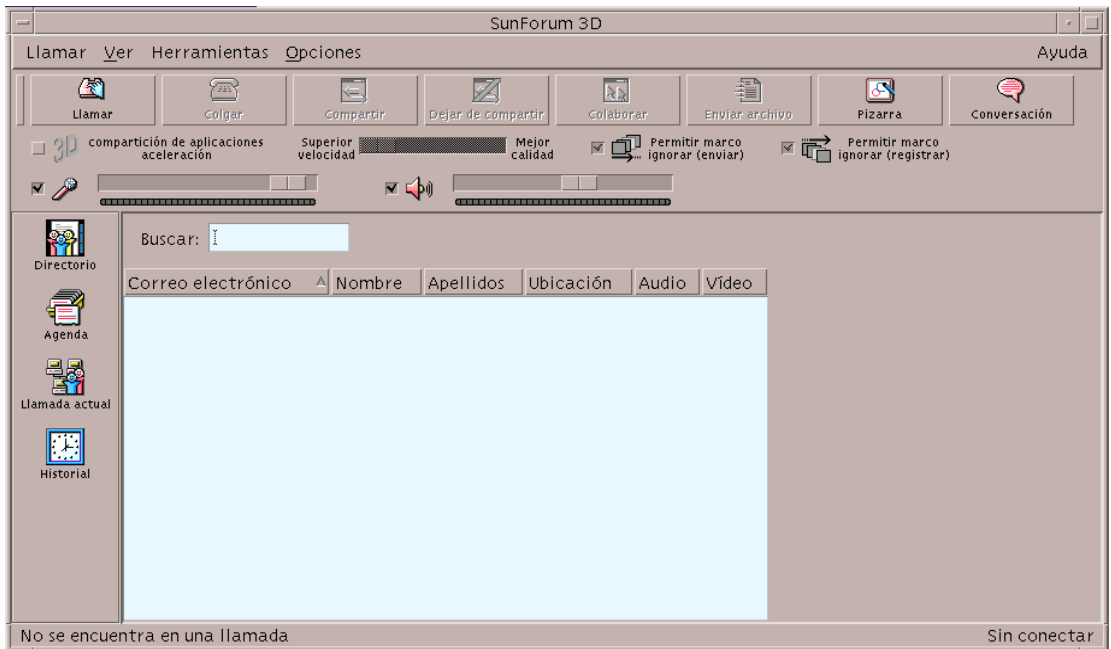 SunForum 3D
Llamar Ver Herramientas Opciones Ayuda
Llamar Colgar Compartir Dejar de compartir Colaborar Enviar archivo Pizarra Conversación
3D compartición de aplicaciones Superior Mejor Permitir marco Permitir marco
aceleración velocidad calidad ignorar (enviar) ignorar (registrar)
Directorio
Buscar:
Correo electrónico Nombre Apellidos Ubicación Audio Vídeo
Agenda
Llamada actual
Historial
No se encuentra en una llamada Sin conectar